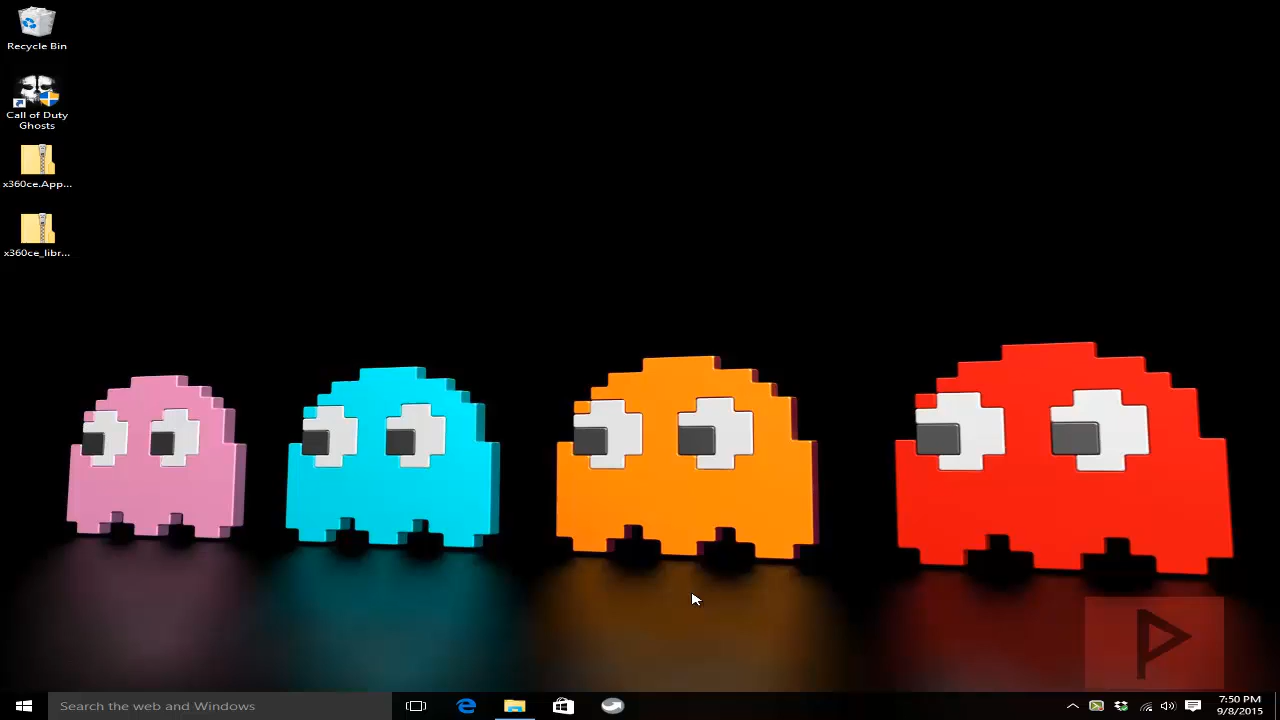 Recycle Bin
Call of Duty
Ghosts
x360ce.App...
x360ce_libr...
Search the web and Windows
7:50 PM
9/8/2015